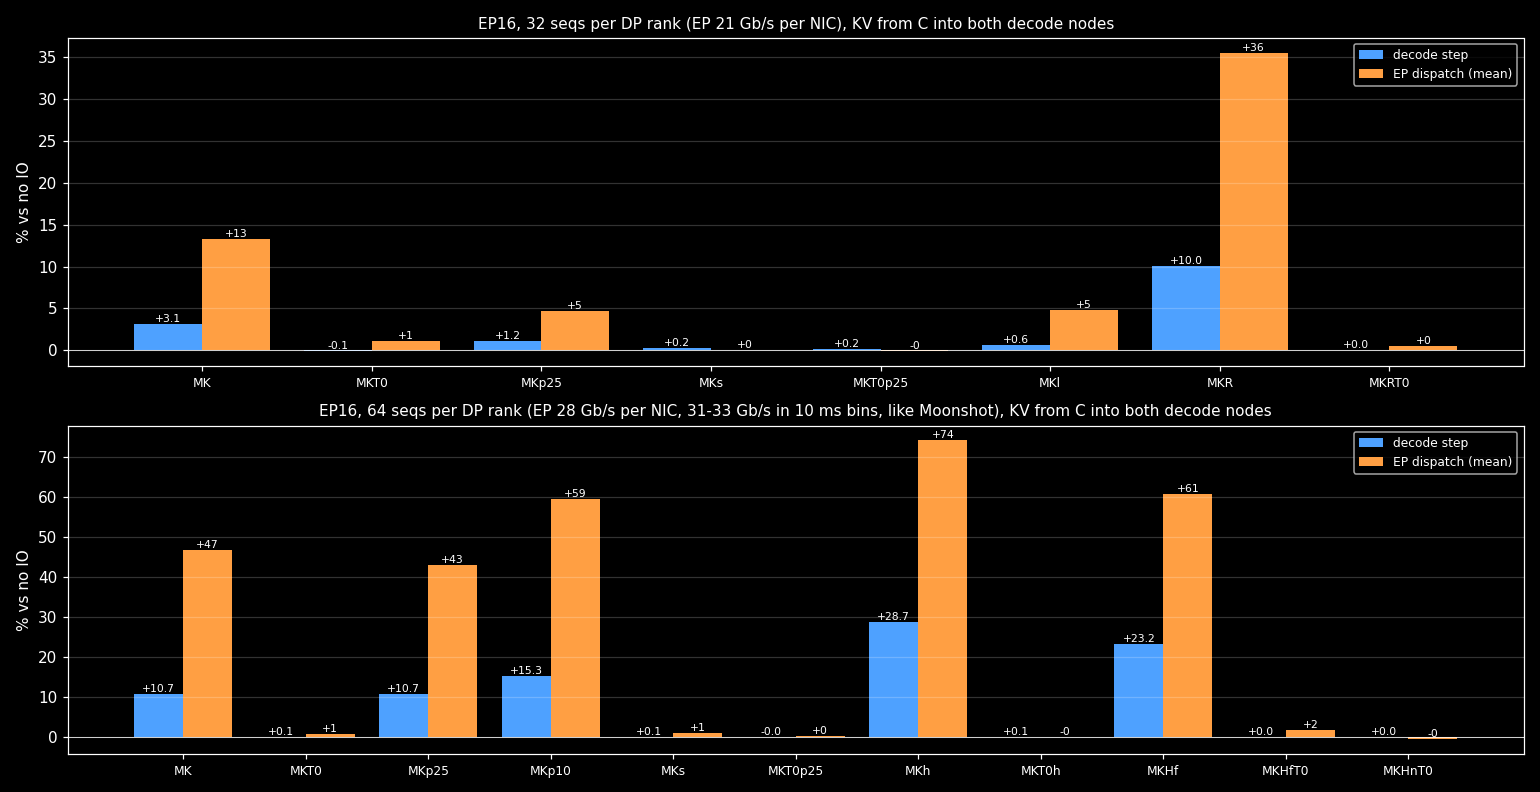 EP16, 32 seqs per DP rank (EP 21 Gb/s per NIC), KV from C into both decode nodes
% vs no IO
35
30
25
20
15
10
5
0
decode step
EP dispatch (mean)
+3.1
+13
-0.1
+1
+1.2
+5
+0.2
+0
+0.2
-0
+0.6
+5
+10.0
+36
+0.0
+0
MK
MKT0
MKp25
MKs
MKT0p25
MKl
MKR
MKRT0
EP16, 64 seqs per DP rank (EP 28 Gb/s per NIC, 31-33 Gb/s in 10 ms bins, like Moonshot), KV from C into both decode nodes
% vs no IO
70
60
50
40
30
20
10
0
decode step
EP dispatch (mean)
+10.7
+47
+0.1
+1
+10.7
+43
+15.3
+59
+0.1
+1
-0.0
+0
+28.7
+74
+0.1
-0
+23.2
+61
+0.0
+2
+0.0
-0
MK
MKT0
MKp25
MKp10
MKs
MKT0p25
MKh
MKT0h
MKHf
MKHfT0
MKHnT0